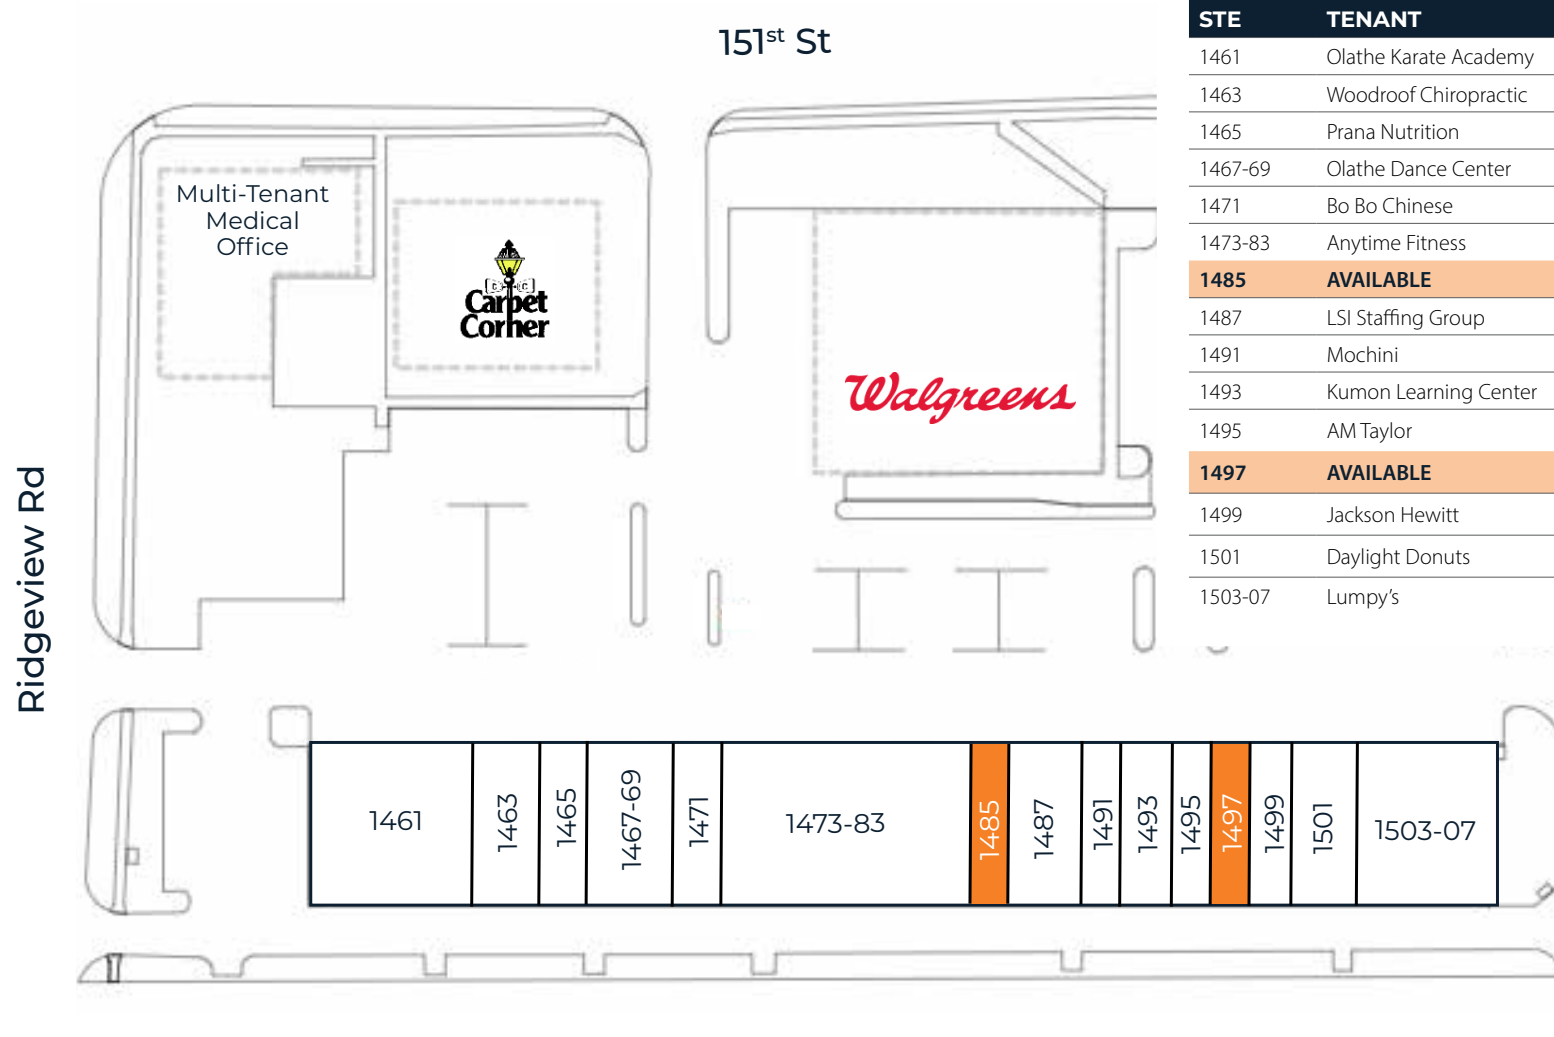 151st St
STE TENANT
1461 Olathe Karate Academy
1463 Woodroof Chiropractic
1465 Prana Nutrition
1467-69 Olathe Dance Center
1471 Bo Bo Chinese
1473-83 Anytime Fitness
1485 AVAILABLE
1487 LSI Staffing Group
1491 Mochini
1493 Kumon Learning Center
1495 AM Taylor
1497 AVAILABLE
1499 Jackson Hewitt
1501 Daylight Donuts
1503-07 Lumpy’s
Multi-Tenant
Medical
Office
C C
Carpet
Corner
Walgreens
Ridgeview Rd
1461
1463
1465
1467-69
1471
1473-83
1485
1487
1491
1493
1495
1497
1499
1501
1503-07